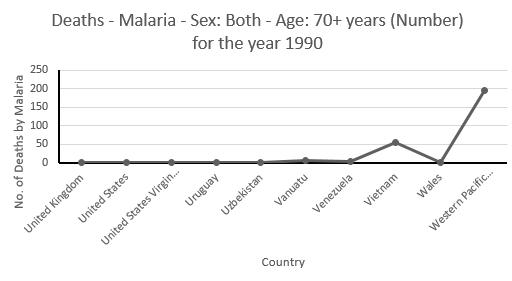 Deaths - Malaria - Sex: Both - Age: 70+ years (Number)
for the year 1990
No. of Deaths by Malaria
250
200
150
100
50
0
United Kingdom
United States
United States Virgin...
Uruguay
Uzbekistan
Vanuatu
Venezuela
Vietnam
Wales
Western Pacific...
Country